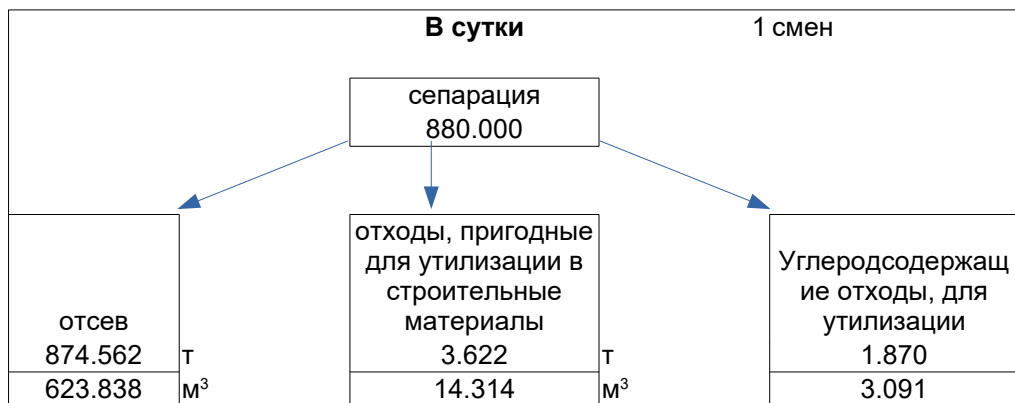 В сутки 1 смен
сепарация
880.000
отсев
874.562 т
623.838 м³
отходы, пригодные
для утилизации в
строительные
материалы
3.622 т
14.314 м³
Углеродсодержащ
ие отходы, для
утилизации
1.870
3.091